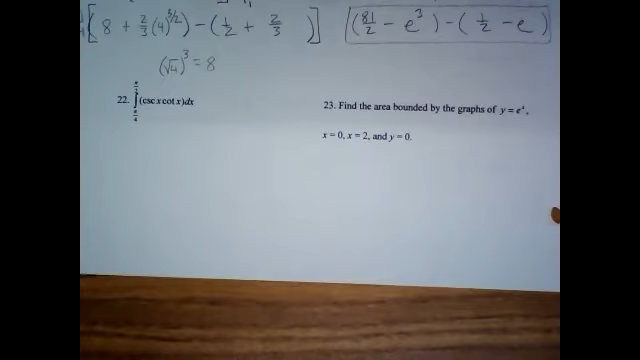 [8 + 2/3(4)^3/2) − (1/2 + 2/3 )] ((81/2 − e^3) − (1/2 − e))
(√4)^3 = 8
22. ∫(csc x cot x)dx
23. Find the area bounded by the graphs of y = e^x,
x = 0, x = 2, and y = 0.